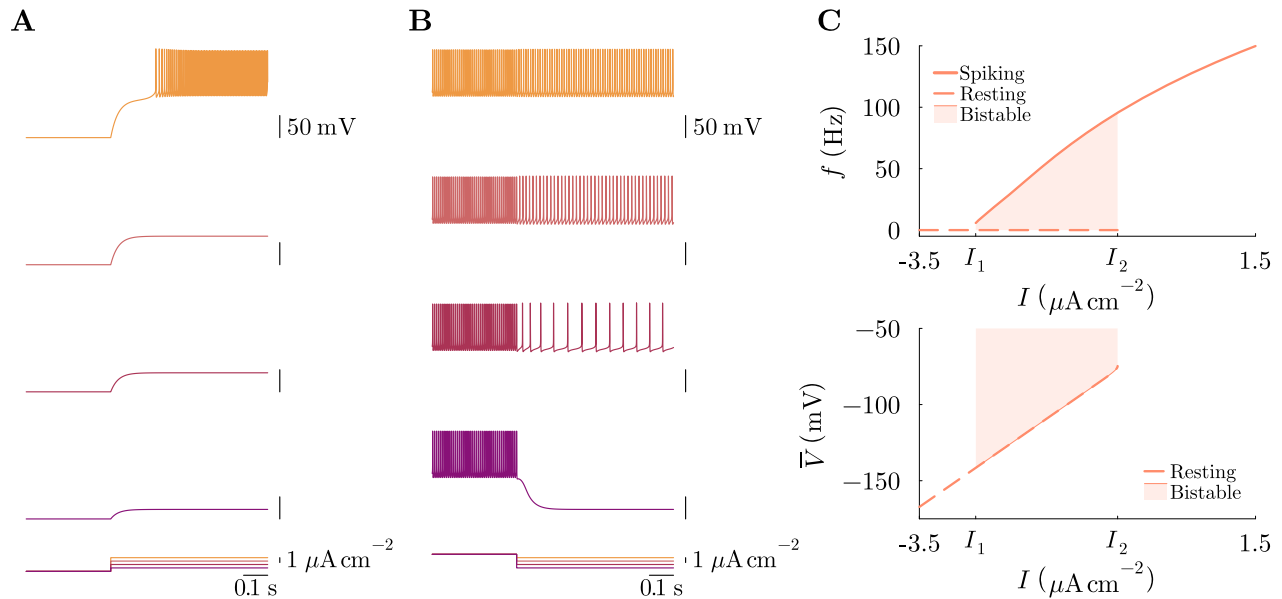 A
50 mV
1 μA cm⁻²
0.1 s
B
50 mV
1 μA cm⁻²
0.1 s
C
150
100
50
0
f (Hz)
Spiking
Resting
Bistable
-3.5 I₁ I₂ 1.5
I (μA cm⁻²)
−50
−100
−150
V̅ (mV)
Resting
Bistable
-3.5 I₁ I₂ 1.5
I (μA cm⁻²)